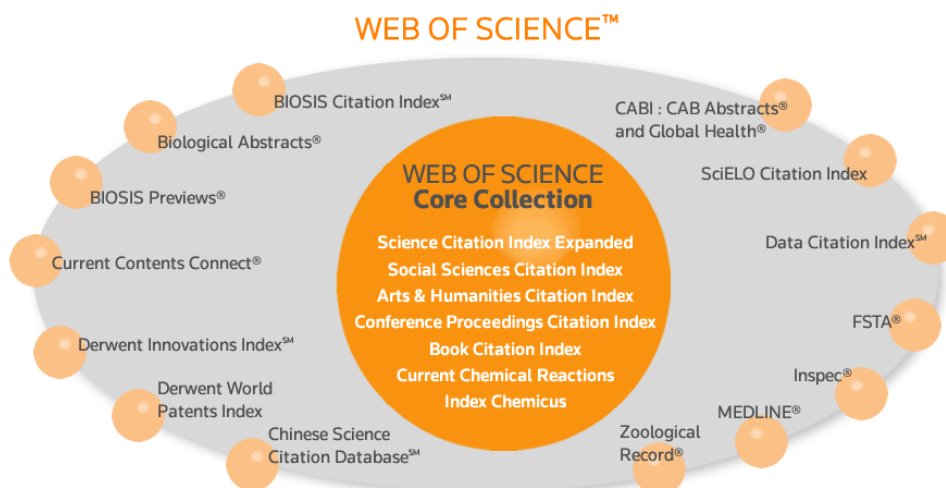 WEB OF SCIENCE™
BIOSIS Citation Index℠
Biological Abstracts®
BIOSIS Previews®
Current Contents Connect®
Derwent Innovations Index℠
Derwent World
Patents Index
Chinese Science
Citation Database℠
WEB OF SCIENCE
Core Collection
Science Citation Index Expanded
Social Sciences Citation Index
Arts & Humanities Citation Index
Conference Proceedings Citation Index
Book Citation Index
Current Chemical Reactions
Index Chemicus
CABI : CAB Abstracts®
and Global Health®
SciELO Citation Index
Data Citation Index℠
FSTA®
Inspec®
MEDLINE®
Zoological
Record®